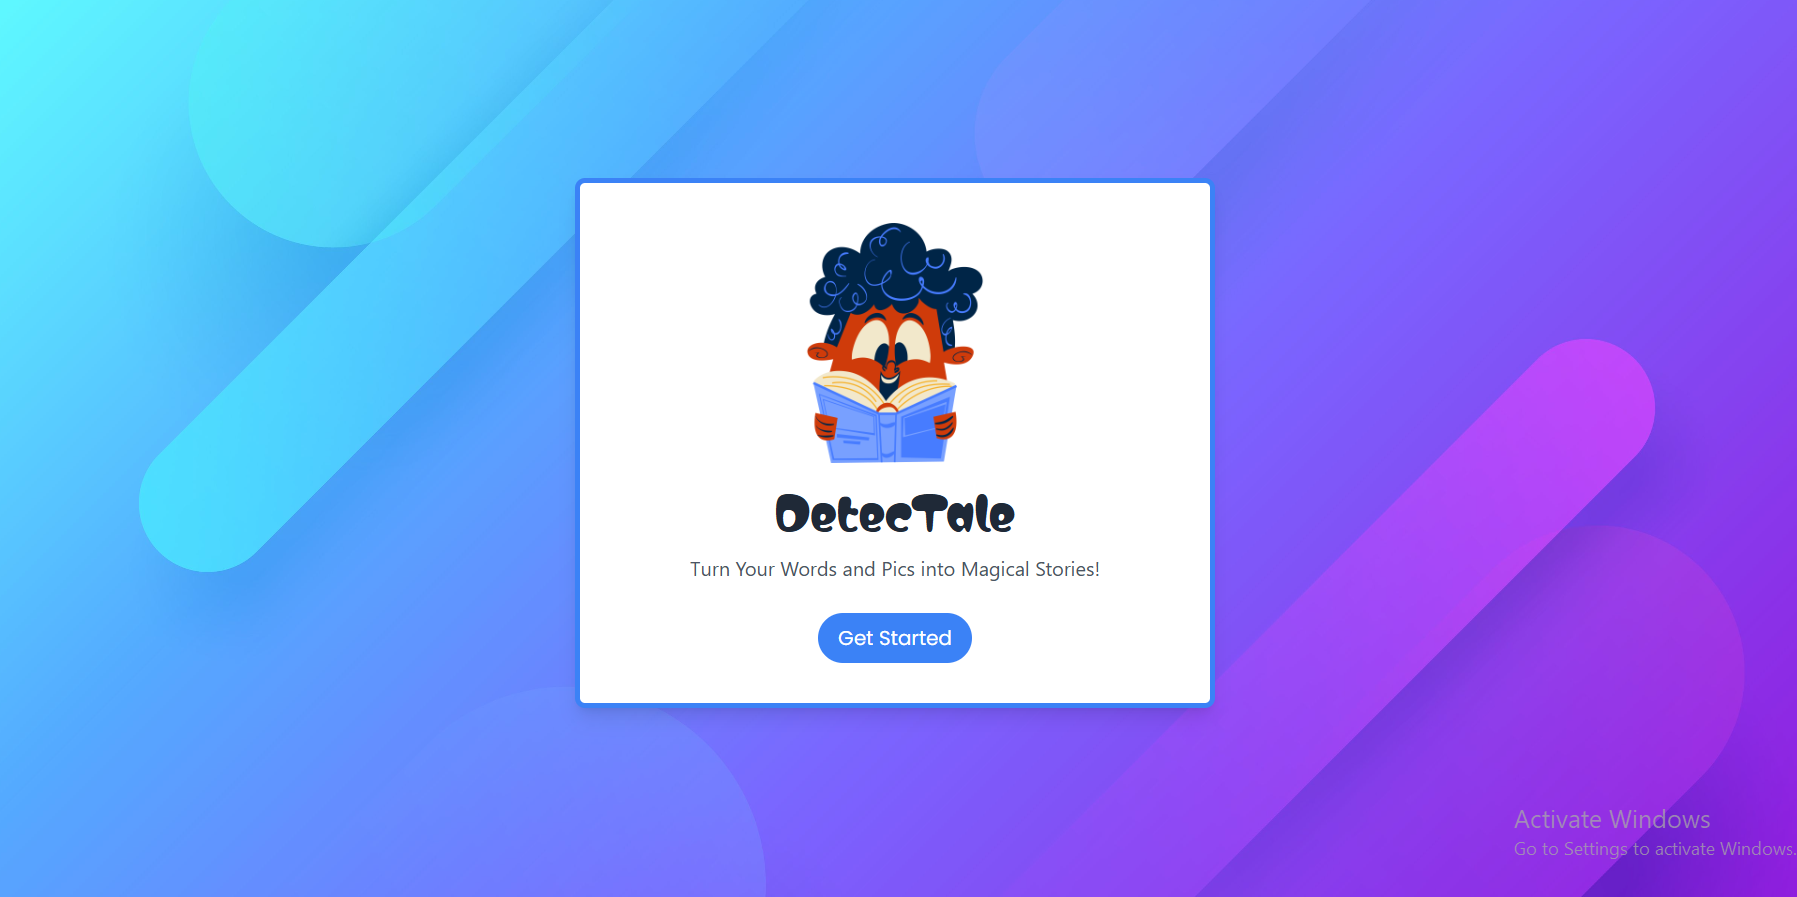 DetecTale
Turn Your Words and Pics into Magical Stories!
Get Started
Activate Windows
Go to Settings to activate Windows.